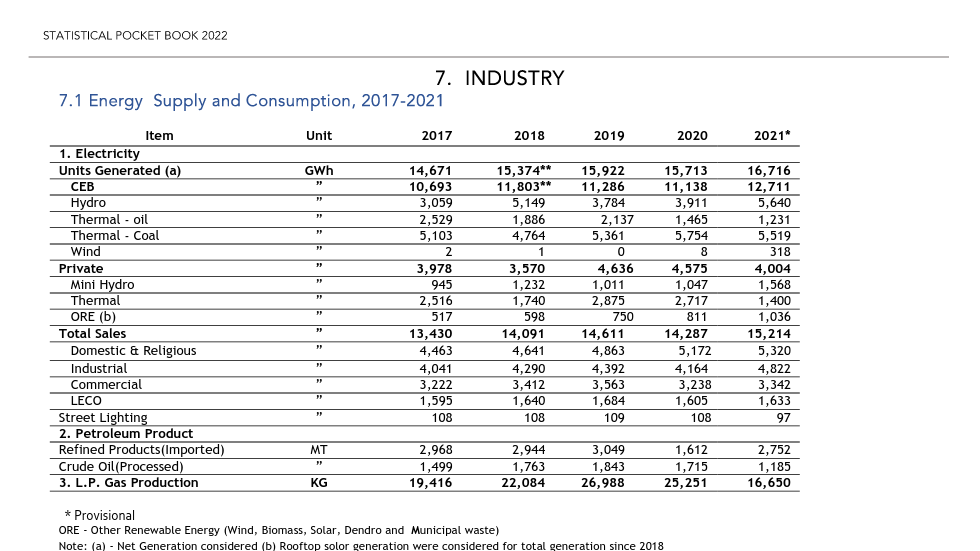 STATISTICAL POCKET BOOK 2022
7. INDUSTRY
7.1 Energy Supply and Consumption, 2017-2021
Item Unit 2017 2018 2019 2020 2021*
1. Electricity
Units Generated (a) GWh 14,671 15,374** 15,922 15,713 16,716
CEB ” 10,693 11,803** 11,286 11,138 12,711
Hydro ” 3,059 5,149 3,784 3,911 5,640
Thermal - oil ” 2,529 1,886 2,137 1,465 1,231
Thermal - Coal ” 5,103 4,764 5,361 5,754 5,519
Wind ” 2 1 0 8 318
Private ” 3,978 3,570 4,636 4,575 4,004
Mini Hydro ” 945 1,232 1,011 1,047 1,568
Thermal ” 2,516 1,740 2,875 2,717 1,400
ORE (b) ” 517 598 750 811 1,036
Total Sales ” 13,430 14,091 14,611 14,287 15,214
Domestic & Religious ” 4,463 4,641 4,863 5,172 5,320
Industrial ” 4,041 4,290 4,392 4,164 4,822
Commercial ” 3,222 3,412 3,563 3,238 3,342
LECO ” 1,595 1,640 1,684 1,605 1,633
Street Lighting ” 108 108 109 108 97
2. Petroleum Product
Refined Products(Imported) MT 2,968 2,944 3,049 1,612 2,752
Crude Oil(Processed) ” 1,499 1,763 1,843 1,715 1,185
3. L.P. Gas Production KG 19,416 22,084 26,988 25,251 16,650
* Provisional
ORE - Other Renewable Energy (Wind, Biomass, Solar, Dendro and Municipal waste)
Note: (a) - Net Generation considered (b) Rooftop solor generation were considered for total generation since 2018